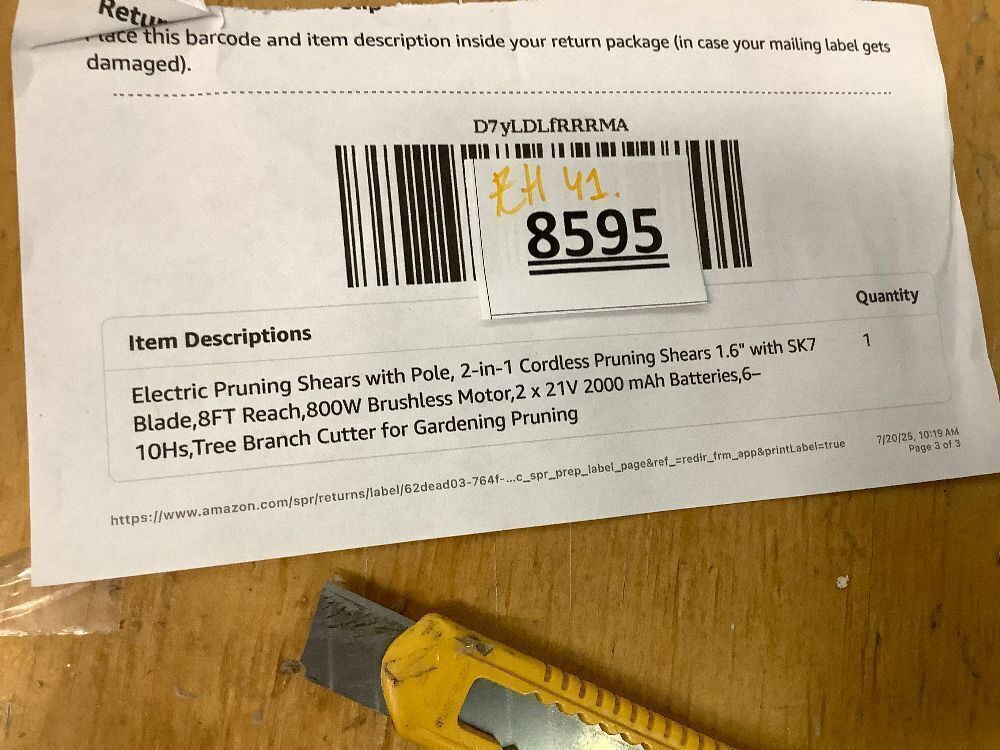 Place this barcode and item description inside your return package (in case your mailing label gets
damaged).
D7yLDLfRRRMA
41.
8595
Quantity
Item Descriptions
1
Electric Pruning Shears with Pole, 2-in-1 Cordless Pruning Shears 1.6" with SK7
Blade,8FT Reach,800W Brushless Motor,2 x 21V 2000 mAh Batteries,6–
10Hs,Tree Branch Cutter for Gardening Pruning
https://www.amazon.com/spr/returns/label/62dead03-764f-...c_spr_prep_label_page&ref_=redir_frm_app&printLabel=true
7/20/25, 10:19 AM
Page 3 of 3